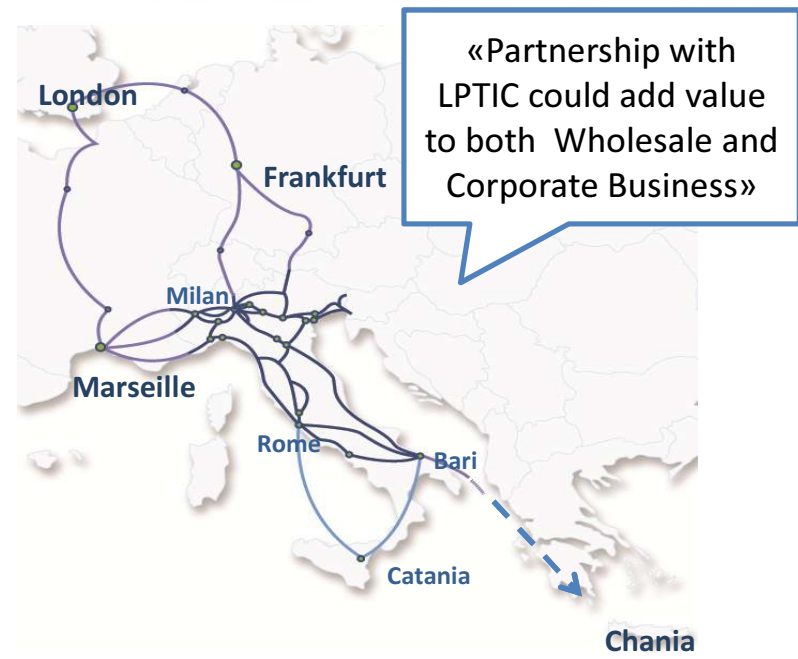 «Partnership with
LPTIC could add value
to both Wholesale and
Corporate Business»
London
Frankfurt
Milan
Marseille
Rome
Bari
Catania
Chania